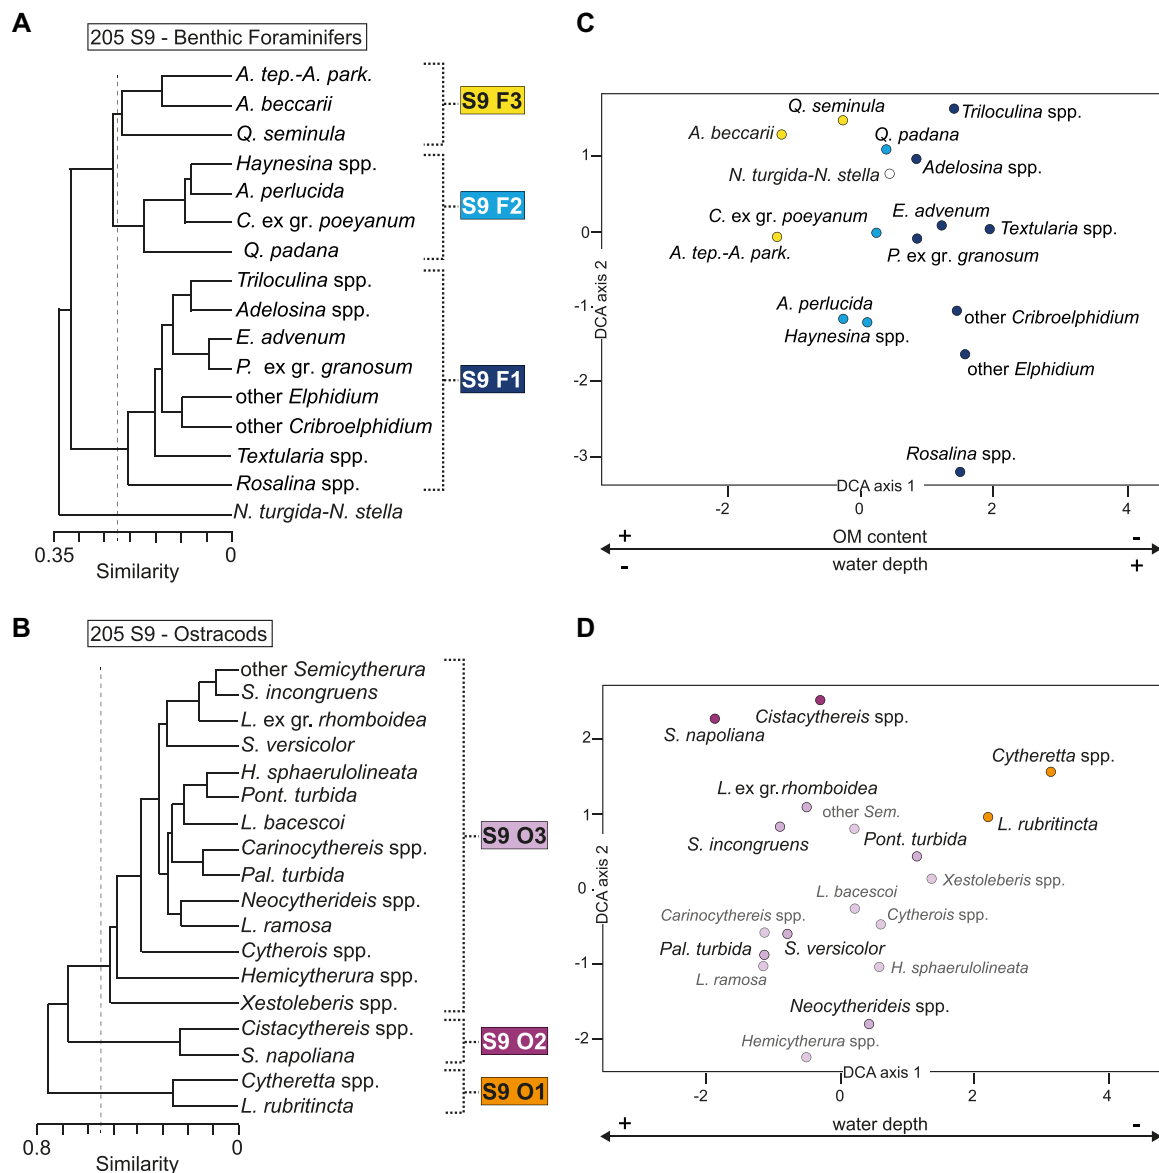 A
205 S9 - Benthic Foraminifers
A. tep.-A. park.
A. beccarii
Q. seminula
Haynesina spp.
A. perlucida
C. ex gr. poeyanum
Q. padana
Triloculina spp.
Adelosina spp.
E. advenum
P. ex gr. granosum
other Elphidium
other Cribroelphidium
Textularia spp.
Rosalina spp.
N. turgida-N. stella
S9 F3
S9 F2
S9 F1
0.35 0
Similarity
C
Q. seminula
Triloculina spp.
A. beccarii
Q. padana
Adelosina spp.
N. turgida-N. stella
C. ex gr. poeyanum
E. advenum
Textularia spp.
A. tep.-A. park.
P. ex gr. granosum
A. perlucida
other Cribroelphidium
Haynesina spp.
other Elphidium
Rosalina spp.
1
0
-1
-2
-3
DCA axis 2
DCA axis 1
-2 0 2 4
+ OM content -
- water depth +
B
205 S9 - Ostracods
other Semicytherura
S. incongruens
L. ex gr. rhomboidea
S. versicolor
H. sphaerulolineata
Pont. turbida
L. bacescoi
Carinocythereis spp.
Pal. turbida
Neocytherideis spp.
L. ramosa
Cytherois spp.
Hemicytherura spp.
Xestoleberis spp.
Cistacythereis spp.
S. napoliana
Cytheretta spp.
L. rubritincta
S9 O3
S9 O2
S9 O1
0.8 0
Similarity
D
Cistacythereis spp.
S. napoliana
Cytheretta spp.
L. ex gr. rhomboidea
other Sem.
L. rubritincta
S. incongruens
Pont. turbida
Xestoleberis spp.
L. bacescoi
Carinocythereis spp.
Cytherois spp.
Pal. turbida
S. versicolor
L. ramosa
H. sphaerulolineata
Neocytherideis spp.
Hemicytherura spp.
2
1
0
-1
-2
DCA axis 2
DCA axis 1
-2 0 2 4
+ water depth -